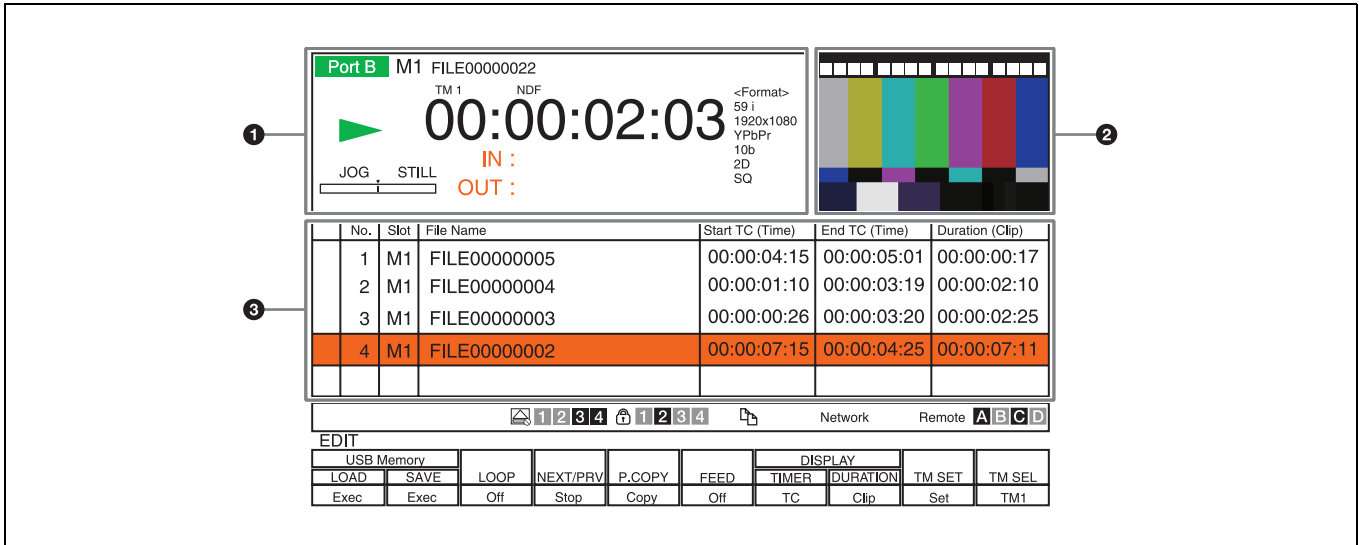 Port B M1 FILE00000022
TM 1 NDF
00:00:02:03
<Format>
59 i
1920x1080
YPbPr
10b
2D
SQ
IN :
OUT :
JOG STILL
1
2
3
No. Slot File Name Start TC (Time) End TC (Time) Duration (Clip)
1 M1 FILE00000005 00:00:04:15 00:00:05:01 00:00:00:17
2 M1 FILE00000004 00:00:01:10 00:00:03:19 00:00:02:10
3 M1 FILE00000003 00:00:00:26 00:00:03:20 00:00:02:25
4 M1 FILE00000002 00:00:07:15 00:00:04:25 00:00:07:11
1 2 3 4 1 2 3 4 Network Remote A B C D
EDIT
USB Memory DISPLAY
LOAD SAVE LOOP NEXT/PRV P.COPY FEED TIMER DURATION TM SET TM SEL
Exec Exec Off Stop Copy Off TC Clip Set TM1